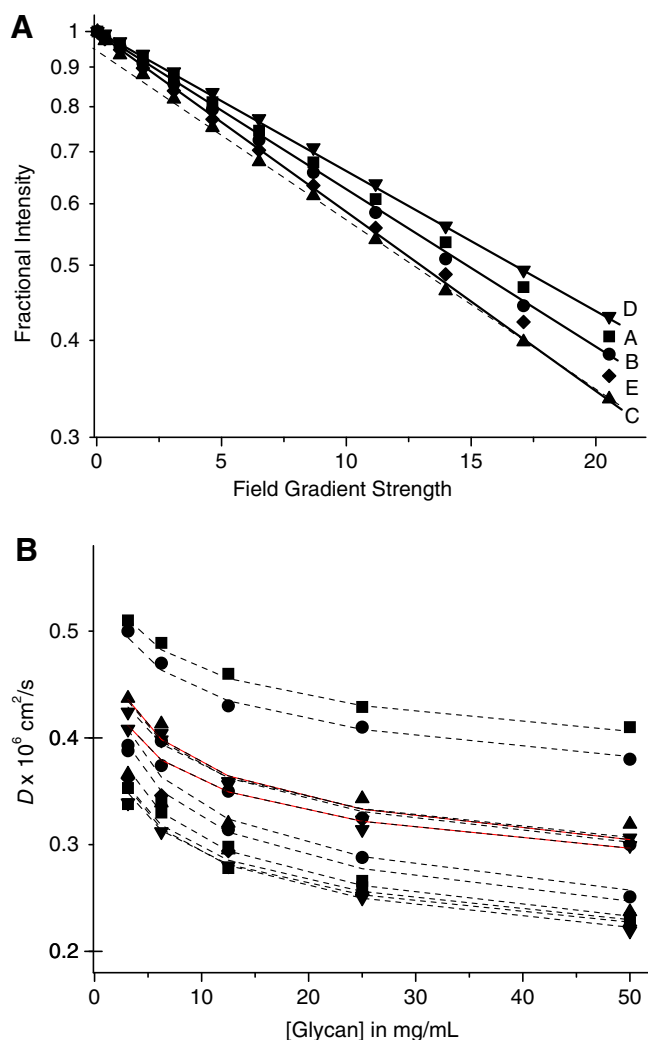 A
1
0.9
0.8
0.7
0.6
0.5
0.4
0.3
Fractional Intensity
D
A
B
E
C
0
5
10
15
20
Field Gradient Strength
B
0.5
0.4
0.3
0.2
D x 10⁶ cm²/s
0
10
20
30
40
50
[Glycan] in mg/mL